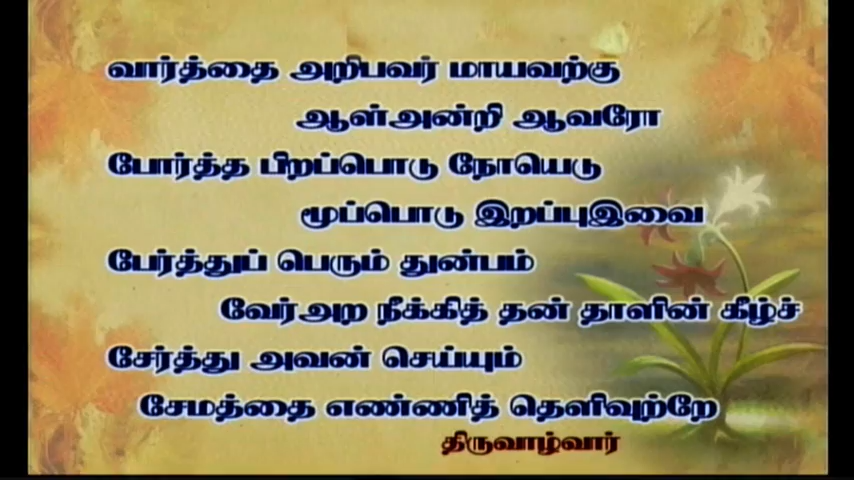 வார்த்தை அறிபவர் மாயவற்கு
ஆள்அன்றி ஆவரோ
போர்த்த பிறப்பொடு நோயெடு
மூப்பொடு இறப்புஇவை
பேர்த்துப் பெரும் துன்பம்
வேர்அற நீக்கித் தன் தாளின் கீழ்ச்
சேர்த்து அவன் செய்யும்
சேமத்தை எண்ணித் தெளிவுற்றே
திருவாழ்வார்